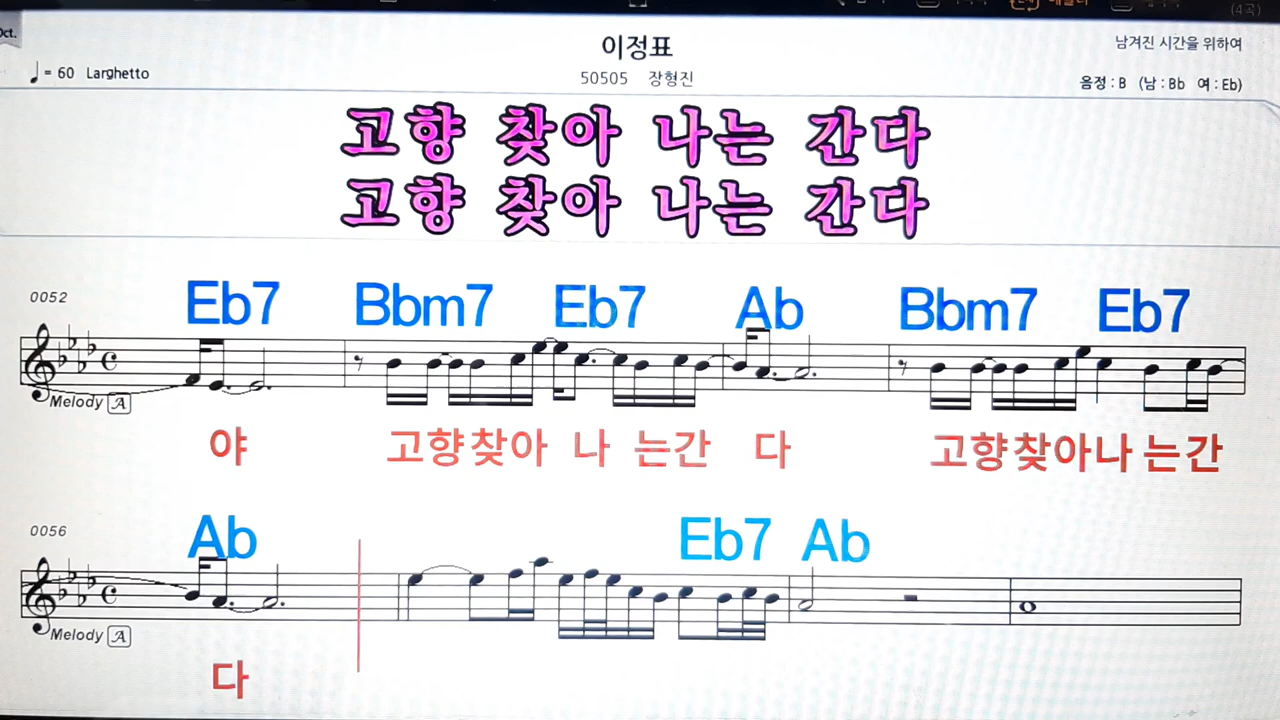 (4곡)
Oct.
이정표
남겨진 시간을 위하여
♩= 60 Larghetto
50505 장형진
음정 : B (남 : Bb 여 : Eb)
고향 찾아 나는 간다
고향 찾아 나는 간다
0052
Eb7 Bbm7 Eb7 Ab Bbm7 Eb7
Melody A
야 고향찾아 나 는간 다 고향찾아나 는간
0056
Ab Eb7 Ab
Melody A
다